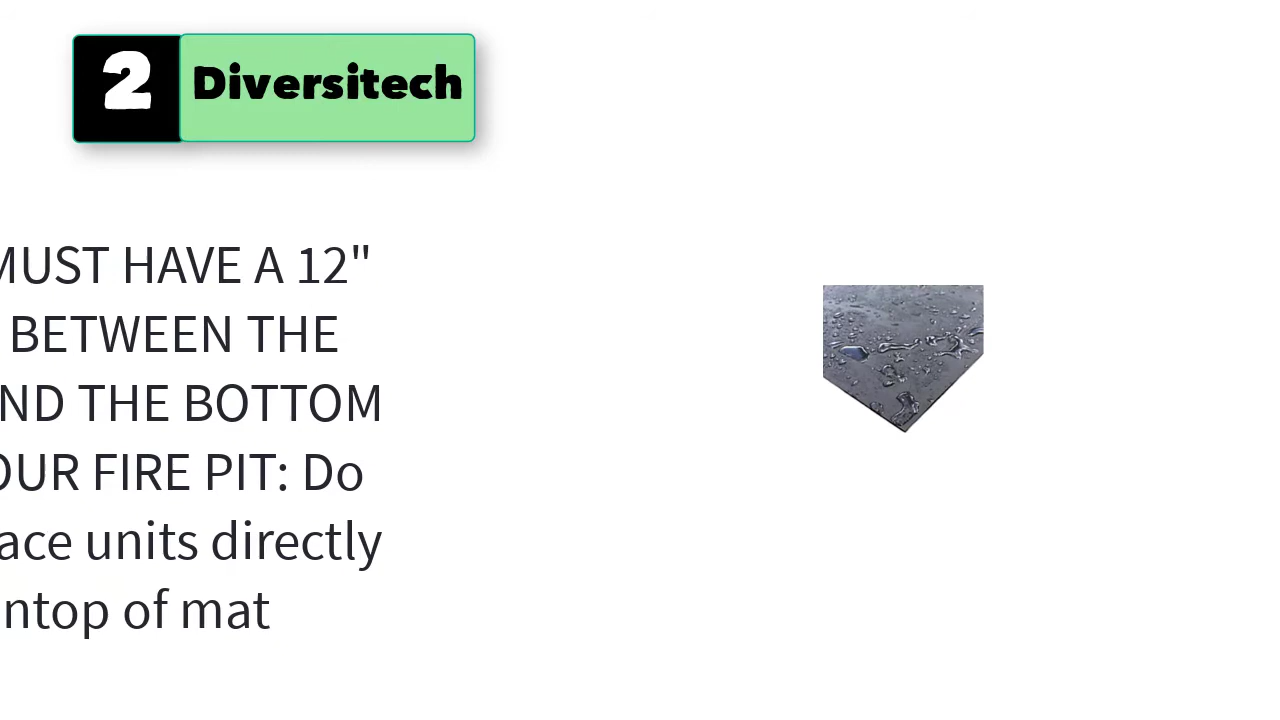 2
Diversitech
MUST HAVE A 12"
BETWEEN THE
ND THE BOTTOM
OUR FIRE PIT: Do
ace units directly
ntop of mat